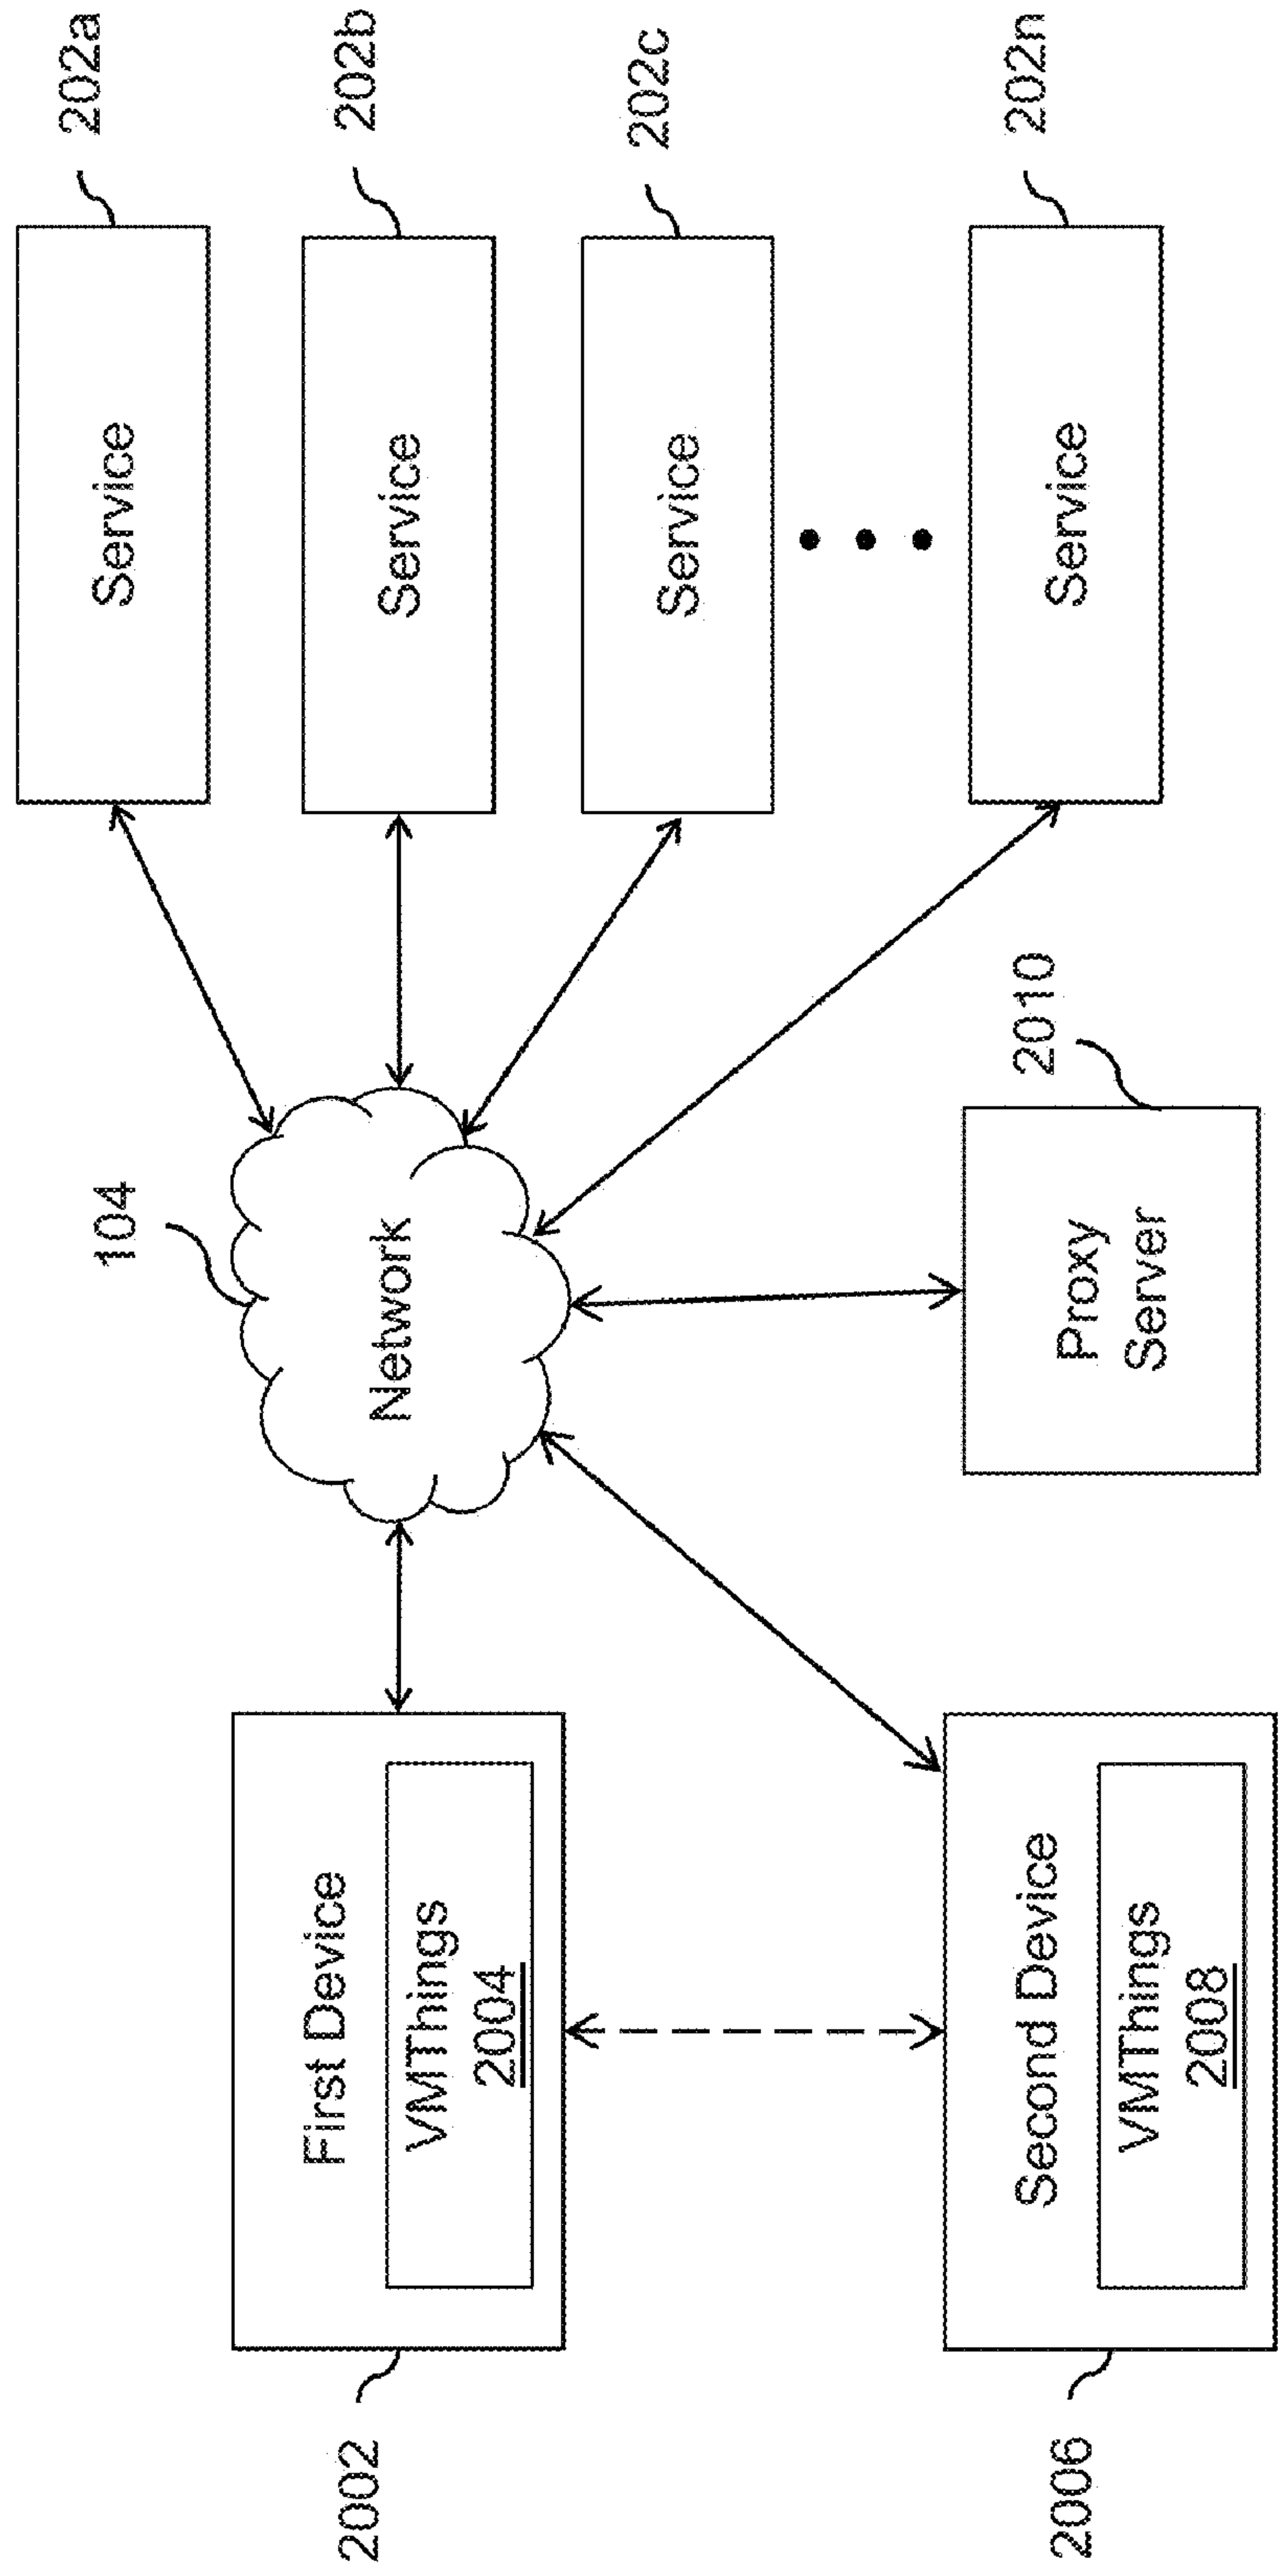 2002
First Device
VMThings
2004
2006
Second Device
VMThings
2008
104
Network
Proxy
Server
2010
Service
202a
Service
202b
Service
202c
Service
202n